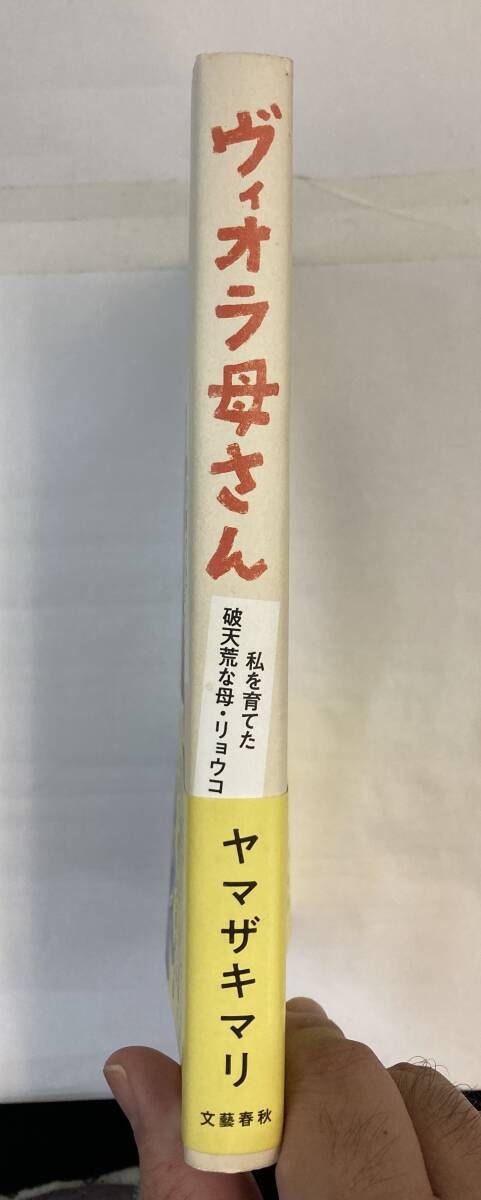 ヴィオラ母さん
私を育てた
破天荒な母・リョウコ
ヤマザキマリ
文藝春秋